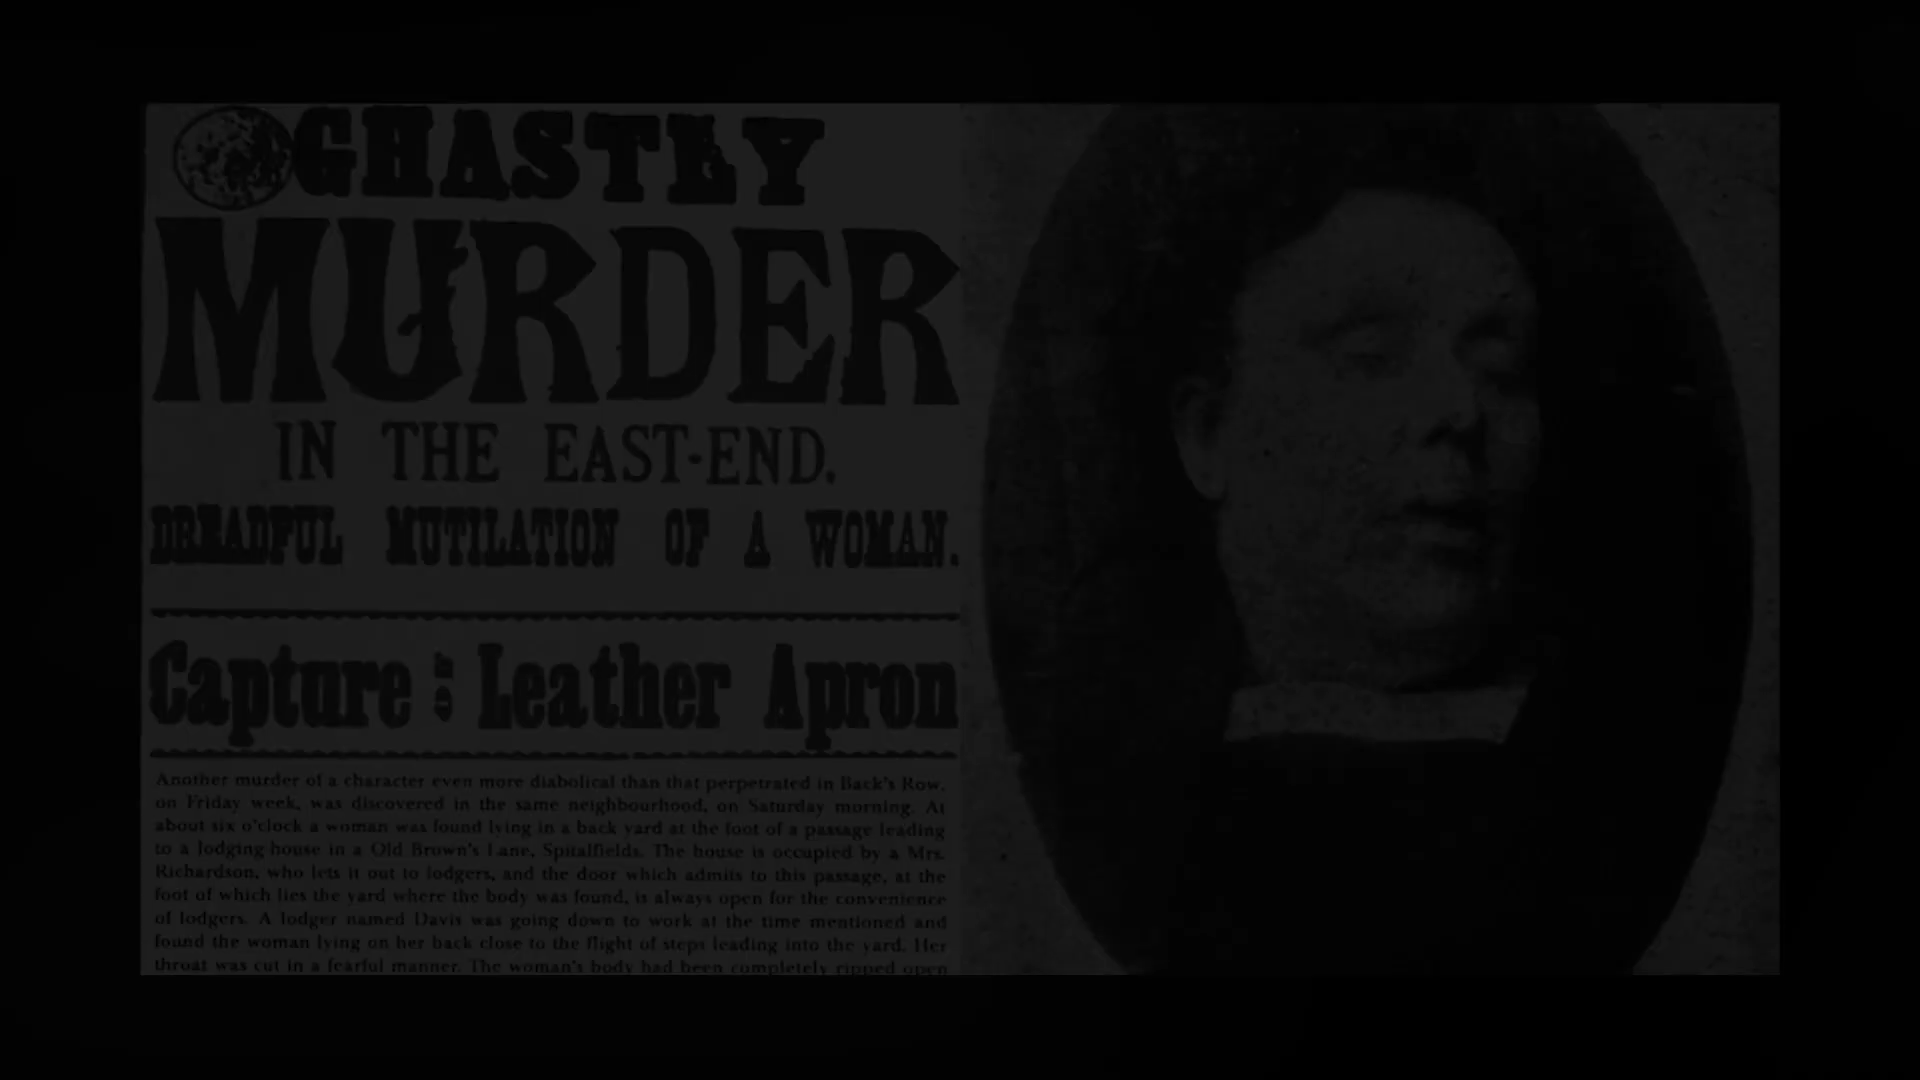 GHASTLY
MURDER
IN THE EAST-END.
DREADFUL MUTILATION OF A WOMAN.
Capture : Leather Apron
Another murder of a character even more diabolical than that perpetrated in Back's Row,
on Friday week, was discovered in the same neighbourhood, on Saturday morning. At
about six o'clock a woman was found lying in a back yard at the foot of a passage leading
to a lodging-house in a Old Brown's Lane, Spitalfields. The house is occupied by a Mrs.
Richardson, who lets it out to lodgers, and the door which admits to this passage, at the
foot of which lies the yard where the body was found, is always open for the convenience
of lodgers. A lodger named Davis was going down to work at the time mentioned and
found the woman lying on her back close to the flight of steps leading into the yard. Her
throat was cut in a fearful manner. The woman's body had been completely ripped open